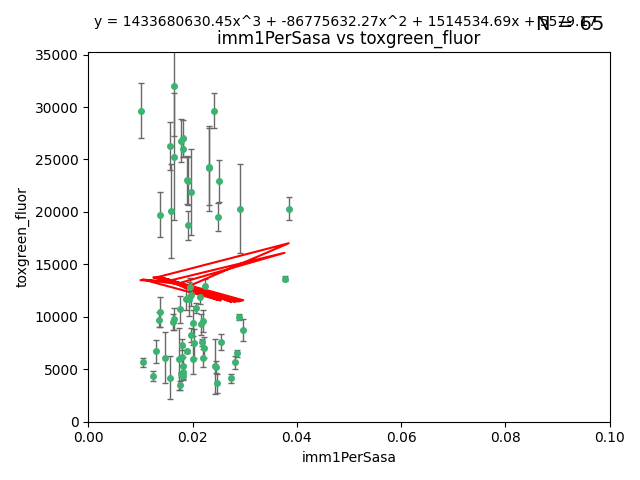 y = 1433680630.45x^3 + -86775632.27x^2 + 1514534.69x +
N = 65
imm1PerSasa vs toxgreen_fluor
35000
30000
25000
20000
15000
10000
5000
0
toxgreen_fluor
0.00 0.02 0.04 0.06 0.08 0.10
imm1PerSasa